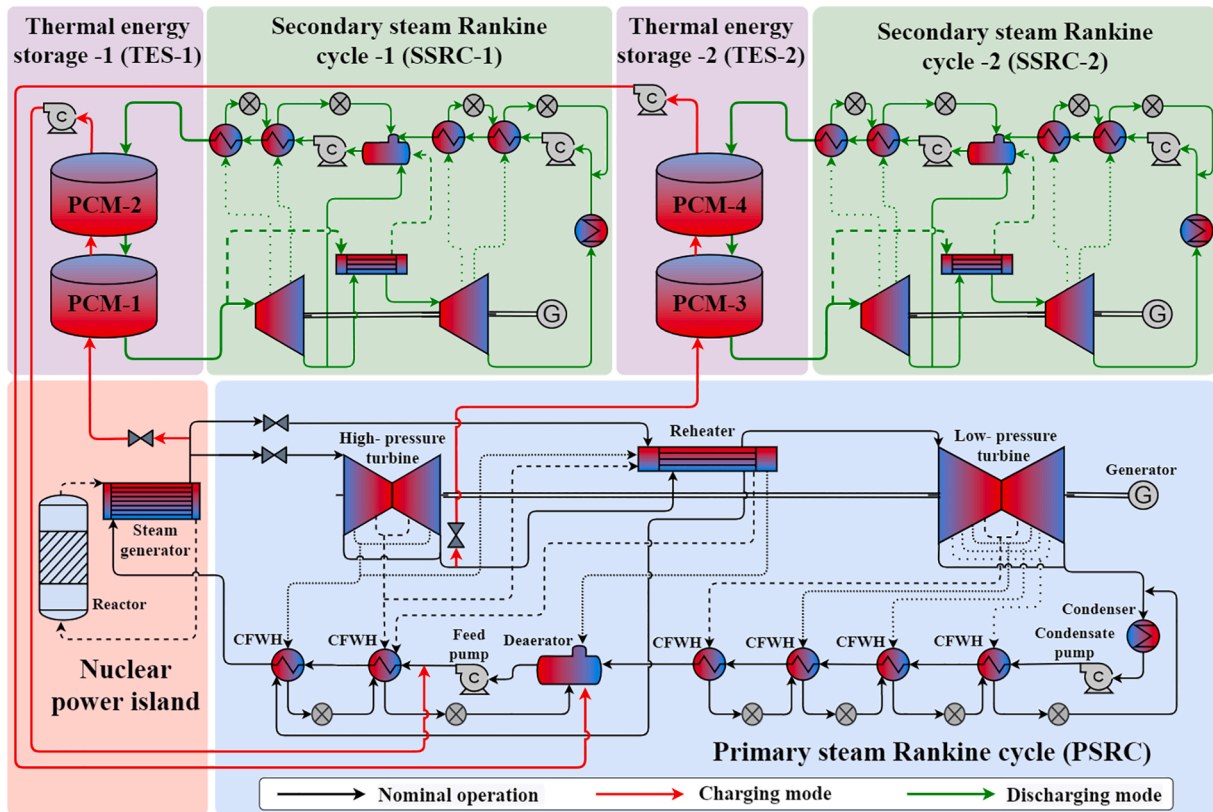 Thermal energy
storage -1 (TES-1)
Secondary steam Rankine
cycle -1 (SSRC-1)
Thermal energy
storage -2 (TES-2)
Secondary steam Rankine
cycle -2 (SSRC-2)
C
C
C
C
C
C
PCM-2
PCM-4
PCM-1
PCM-3
G
G
High- pressure
turbine
Reheater
Low- pressure
turbine
Generator
G
Steam
generator
Reactor
Nuclear
power island
CFWH
CFWH
Feed
pump
C
Deaerator
CFWH
CFWH
CFWH
CFWH
Condenser
Condensate
pump
C
Primary steam Rankine cycle (PSRC)
Nominal operation
Charging mode
Discharging mode